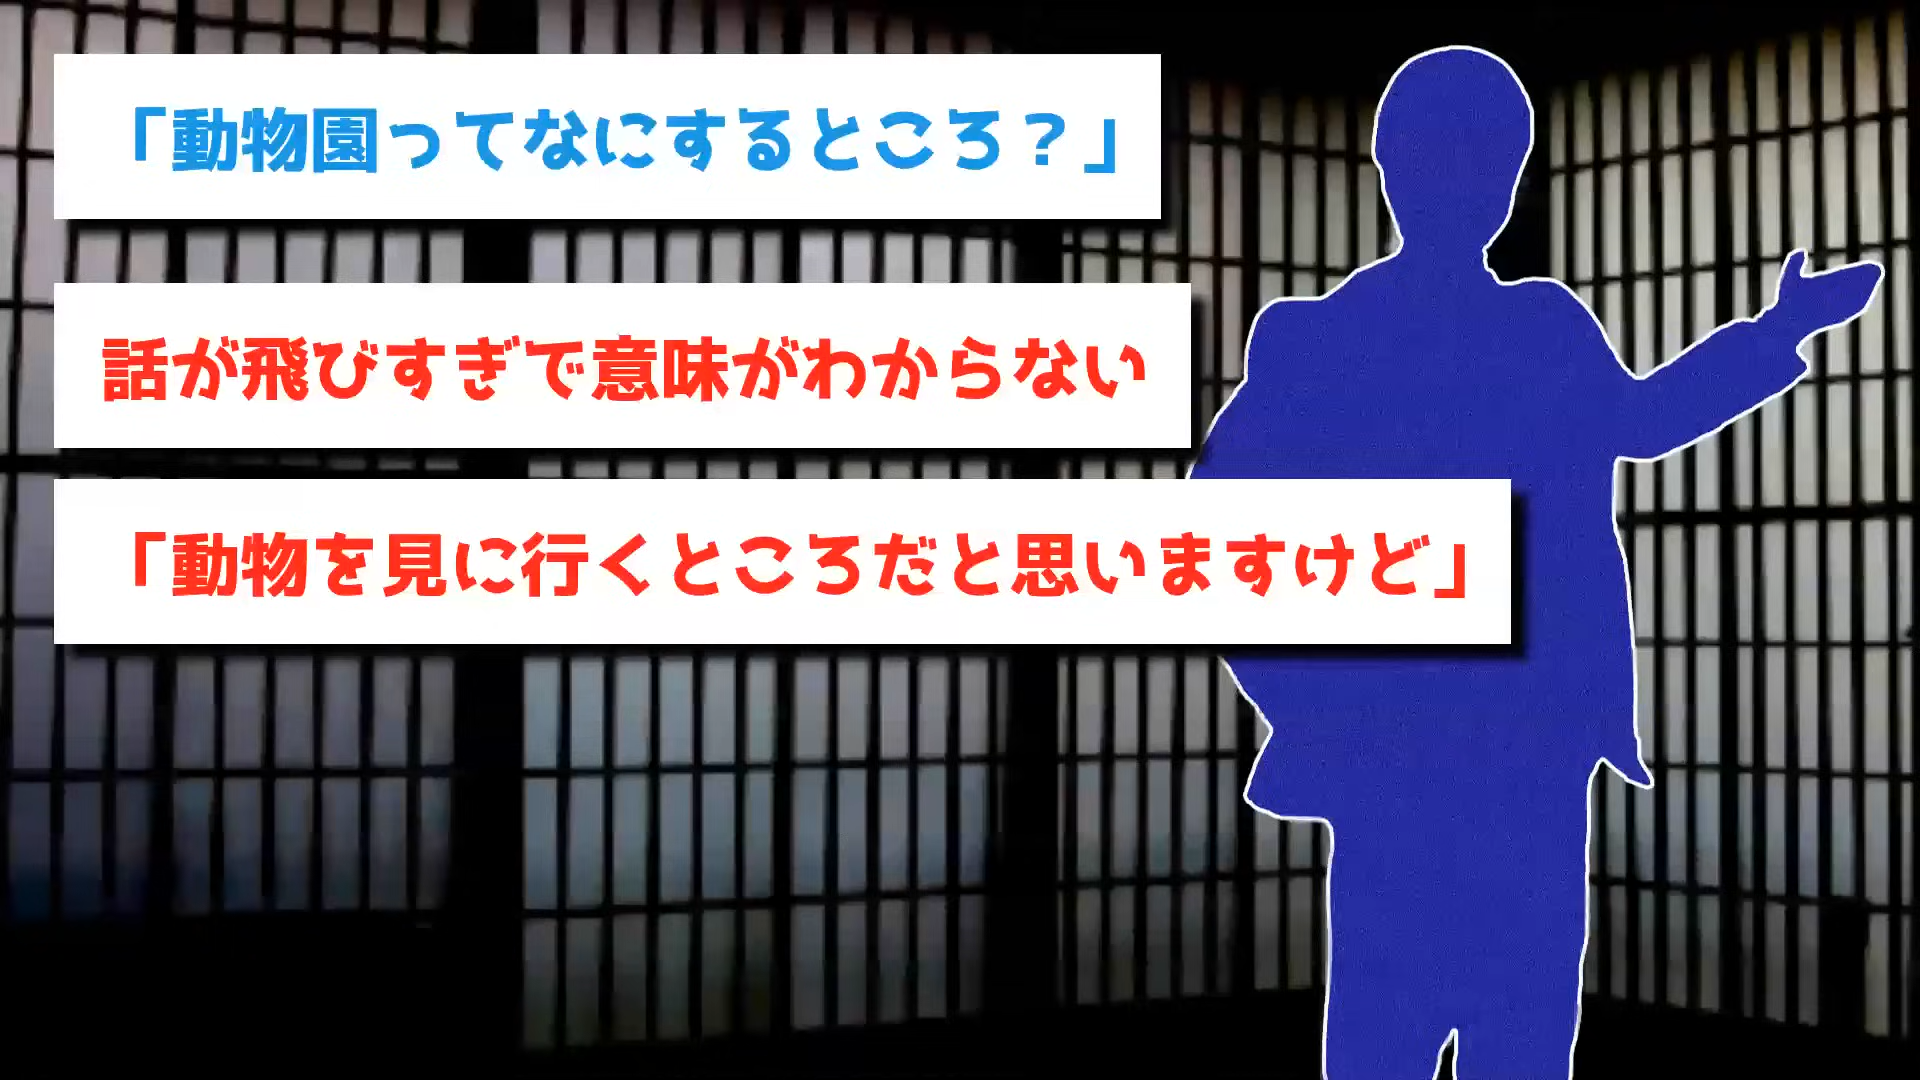 「動物園ってなにするところ？」
話が飛びすぎで意味がわからない
「動物を見に行くところだと思いますけど」